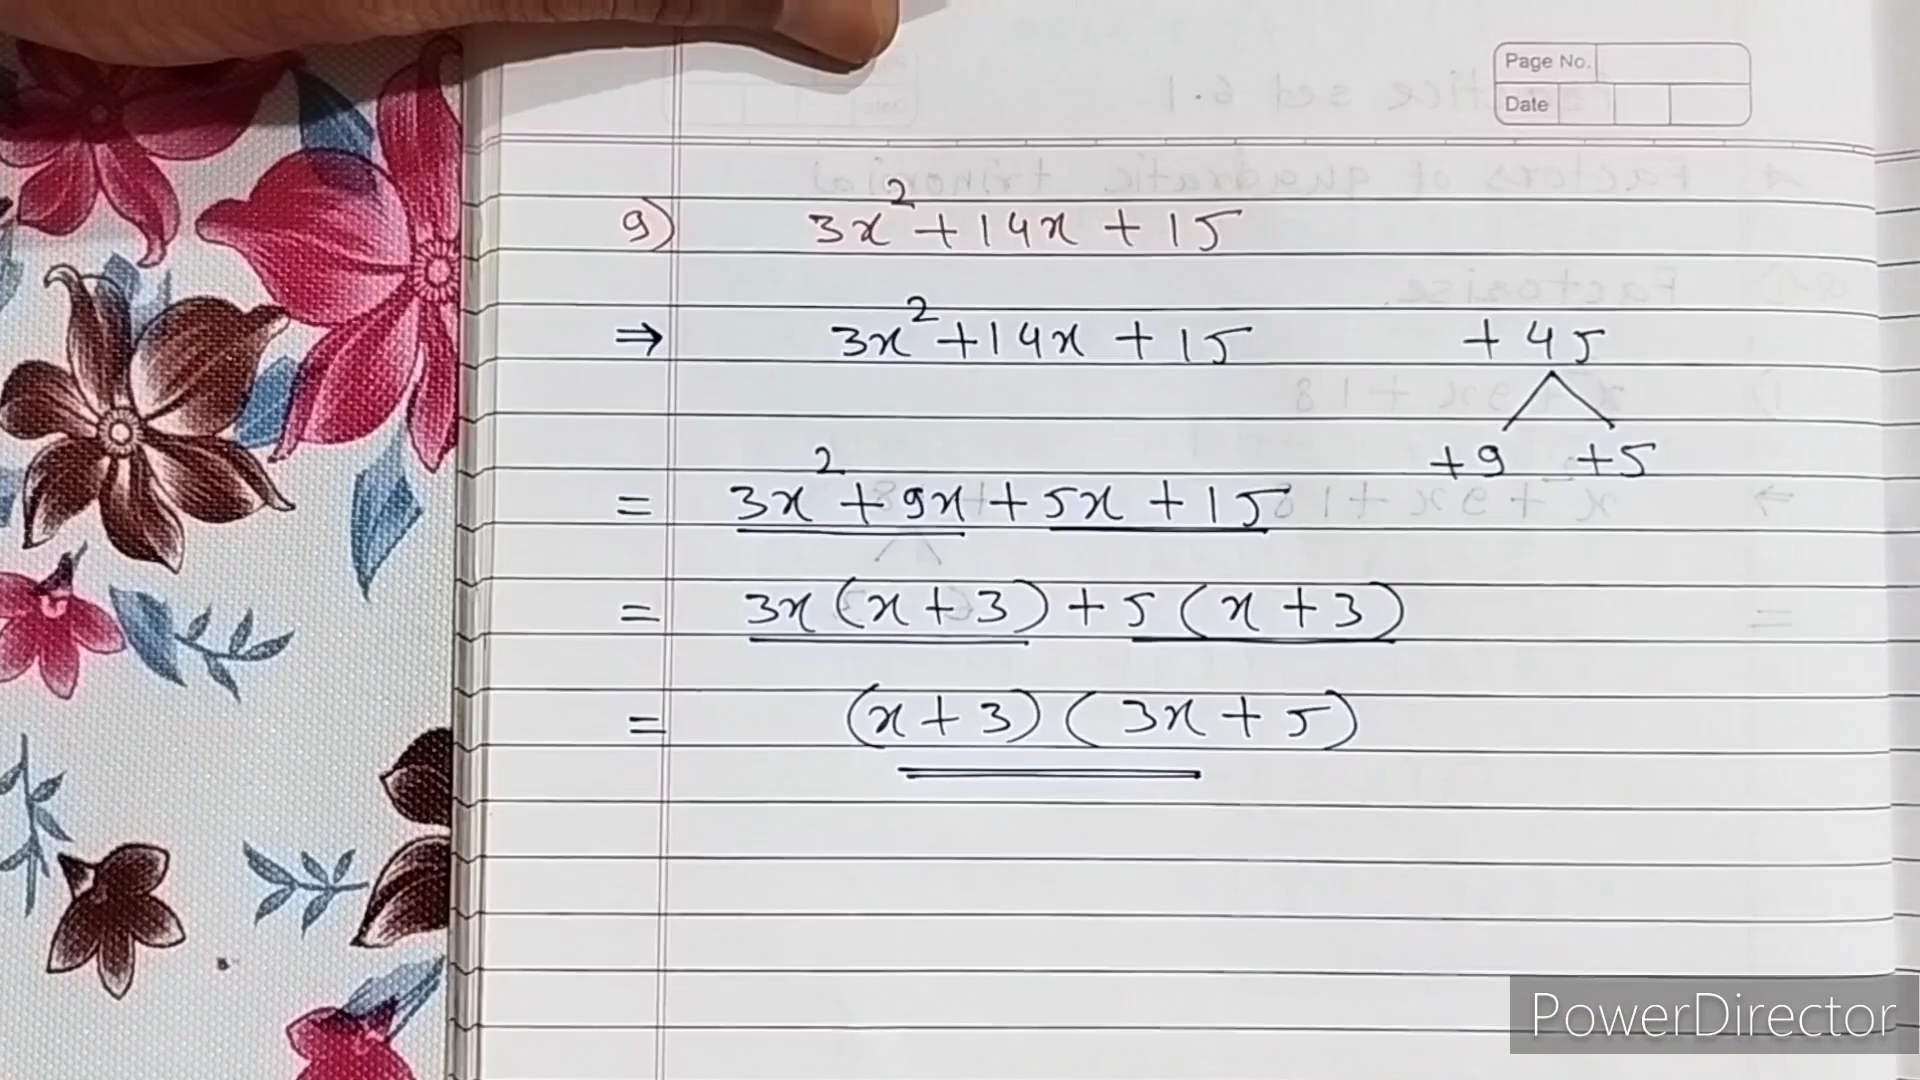 Page No.
Date
9) 3x²+14x+15
⇒ 3x²+14x+15 +45
+9 +5
= 3x²+9x+5x+15
= 3x(x+3)+5(x+3)
= (x+3)(3x+5)
PowerDirector